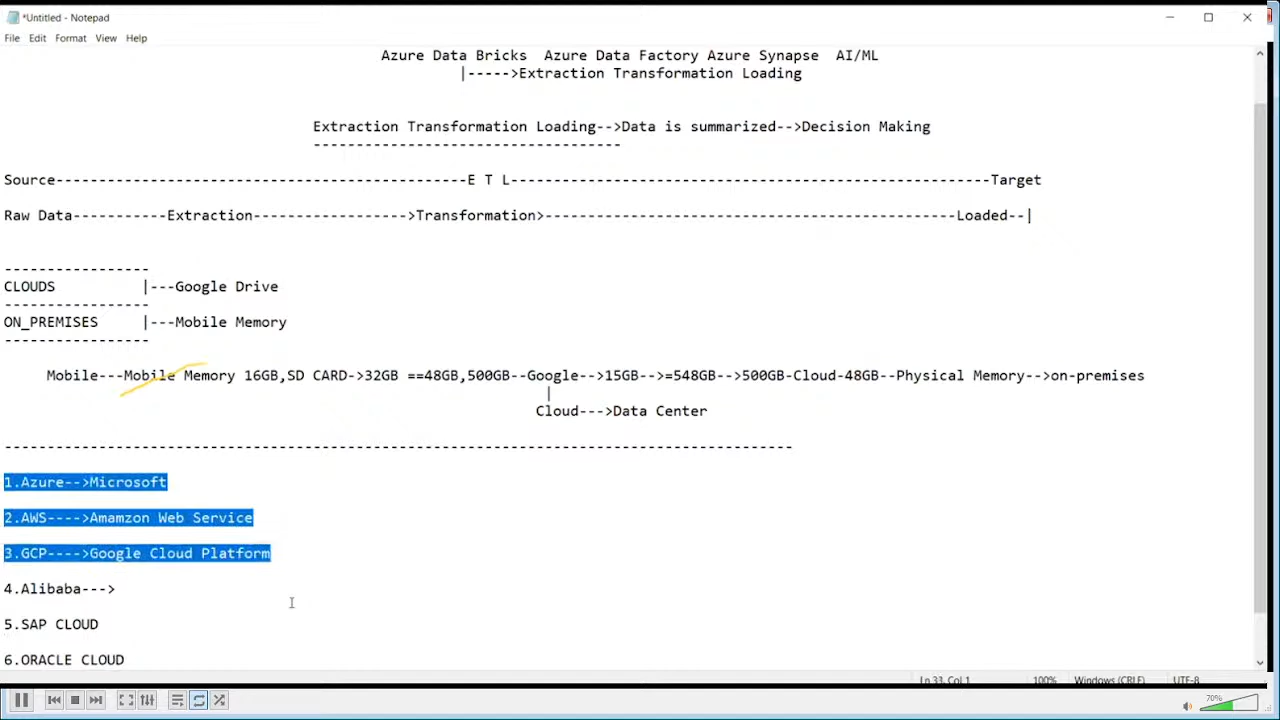 *Untitled - Notepad
File Edit Format View Help
Azure Data Bricks  Azure Data Factory Azure Synapse  AI/ML
|----->Extraction Transformation Loading
Extraction Transformation Loading-->Data is summarized-->Decision Making
------------------------------------
Source------------------------------------------------E T L--------------------------------------------------------Target
Raw Data-----------Extraction------------------>Transformation>------------------------------------------------Loaded--|
-----------------
CLOUDS |---Google Drive
-----------------
ON_PREMISES |---Mobile Memory
-----------------
Mobile---Mobile Memory 16GB,SD CARD->32GB ==48GB,500GB--Google-->15GB-->=548GB-->500GB-Cloud-48GB--Physical Memory-->on-premises
|
Cloud--->Data Center
--------------------------------------------------------------------------------------------
1.Azure-->Microsoft
2.AWS---->Amamzon Web Service
3.GCP---->Google Cloud Platform
4.Alibaba--->
5.SAP CLOUD
6.ORACLE CLOUD
Ln 33, Col 1 100% Windows (CRLF) UTF-8
70%